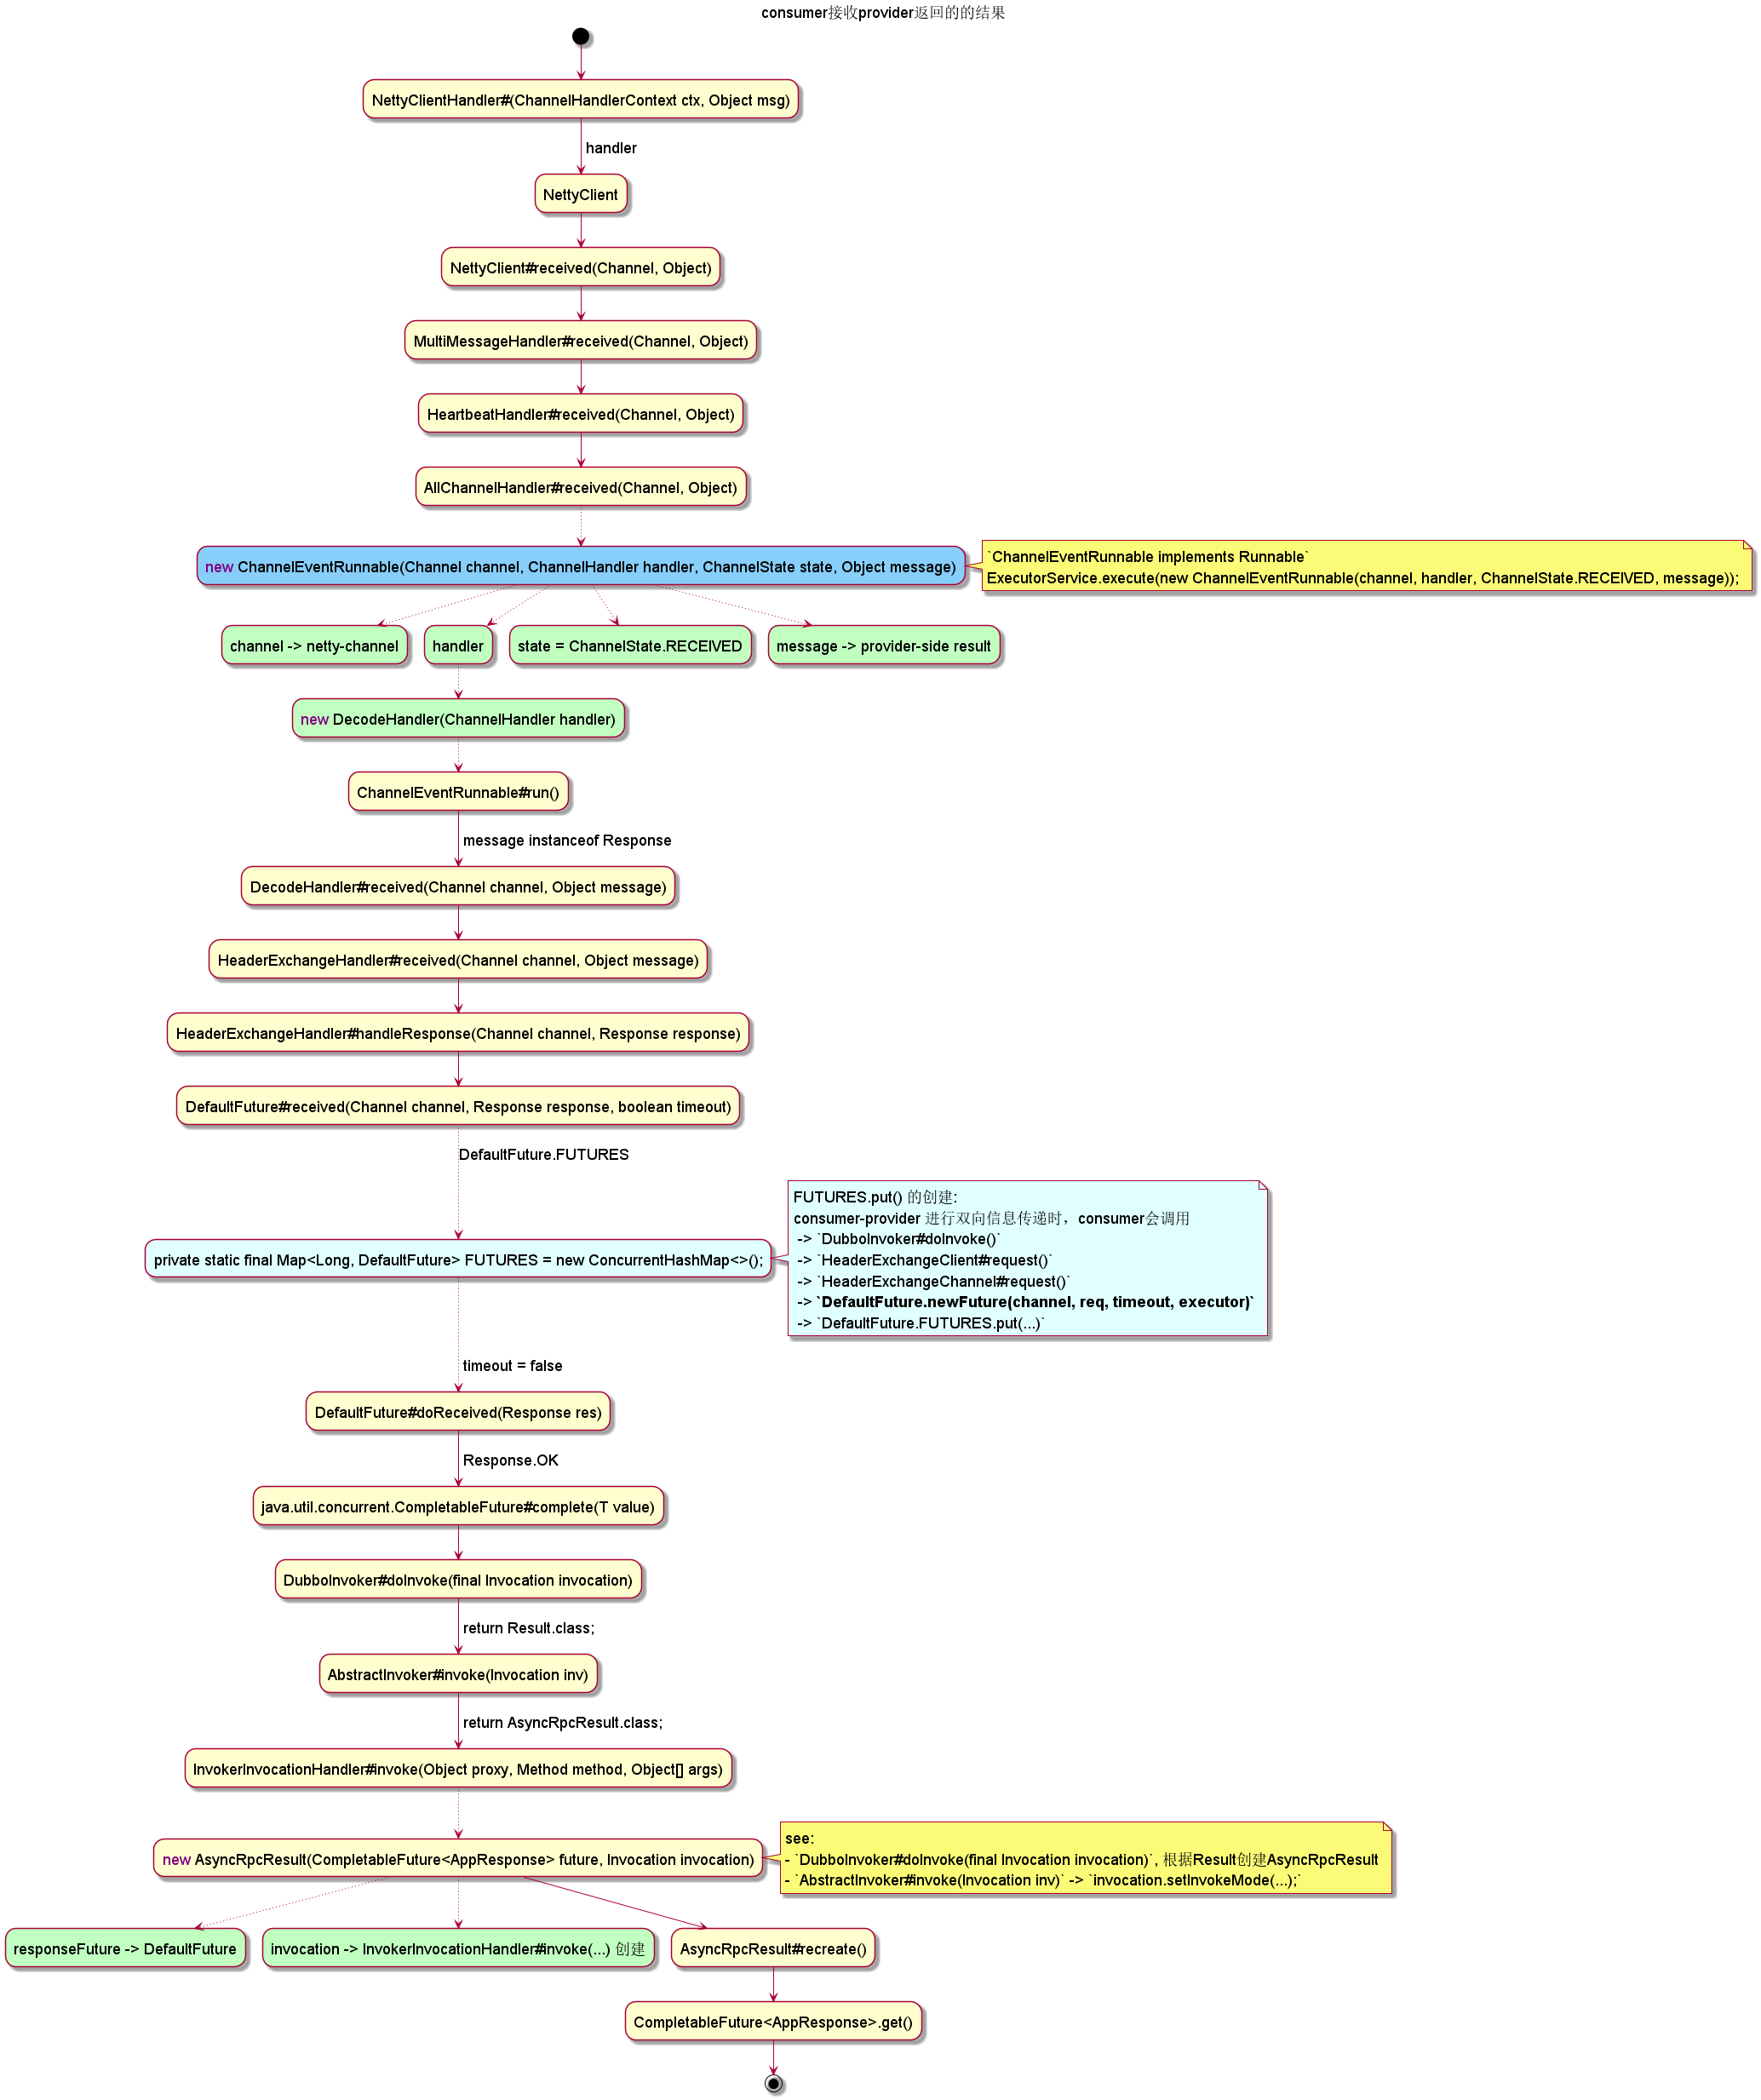 consumer接收provider返回的的结果
NettyClientHandler#(ChannelHandlerContext ctx, Object msg)
handler
NettyClient
NettyClient#received(Channel, Object)
MultiMessageHandler#received(Channel, Object)
HeartbeatHandler#received(Channel, Object)
AllChannelHandler#received(Channel, Object)
new ChannelEventRunnable(Channel channel, ChannelHandler handler, ChannelState state, Object message)
`ChannelEventRunnable implements Runnable`
ExecutorService.execute(new ChannelEventRunnable(channel, handler, ChannelState.RECEIVED, message));
channel -> netty-channel
handler
state = ChannelState.RECEIVED
message -> provider-side result
new DecodeHandler(ChannelHandler handler)
ChannelEventRunnable#run()
message instanceof Response
DecodeHandler#received(Channel channel, Object message)
HeaderExchangeHandler#received(Channel channel, Object message)
HeaderExchangeHandler#handleResponse(Channel channel, Response response)
DefaultFuture#received(Channel channel, Response response, boolean timeout)
DefaultFuture.FUTURES
private static final Map<Long, DefaultFuture> FUTURES = new ConcurrentHashMap<>();
FUTURES.put() 的创建:
consumer-provider 进行双向信息传递时，consumer会调用
-> `DubboInvoker#doInvoke()`
-> `HeaderExchangeClient#request()`
-> `HeaderExchangeChannel#request()`
-> `DefaultFuture.newFuture(channel, req, timeout, executor)`
-> `DefaultFuture.FUTURES.put(...)`
timeout = false
DefaultFuture#doReceived(Response res)
Response.OK
java.util.concurrent.CompletableFuture#complete(T value)
DubboInvoker#doInvoke(final Invocation invocation)
return Result.class;
AbstractInvoker#invoke(Invocation inv)
return AsyncRpcResult.class;
InvokerInvocationHandler#invoke(Object proxy, Method method, Object[] args)
new AsyncRpcResult(CompletableFuture<AppResponse> future, Invocation invocation)
see:
- `DubboInvoker#doInvoke(final Invocation invocation)`, 根据Result创建AsyncRpcResult
- `AbstractInvoker#invoke(Invocation inv)` -> `invocation.setInvokeMode(...);`
responseFuture -> DefaultFuture
invocation -> InvokerInvocationHandler#invoke(...) 创建
AsyncRpcResult#recreate()
CompletableFuture<AppResponse>.get()